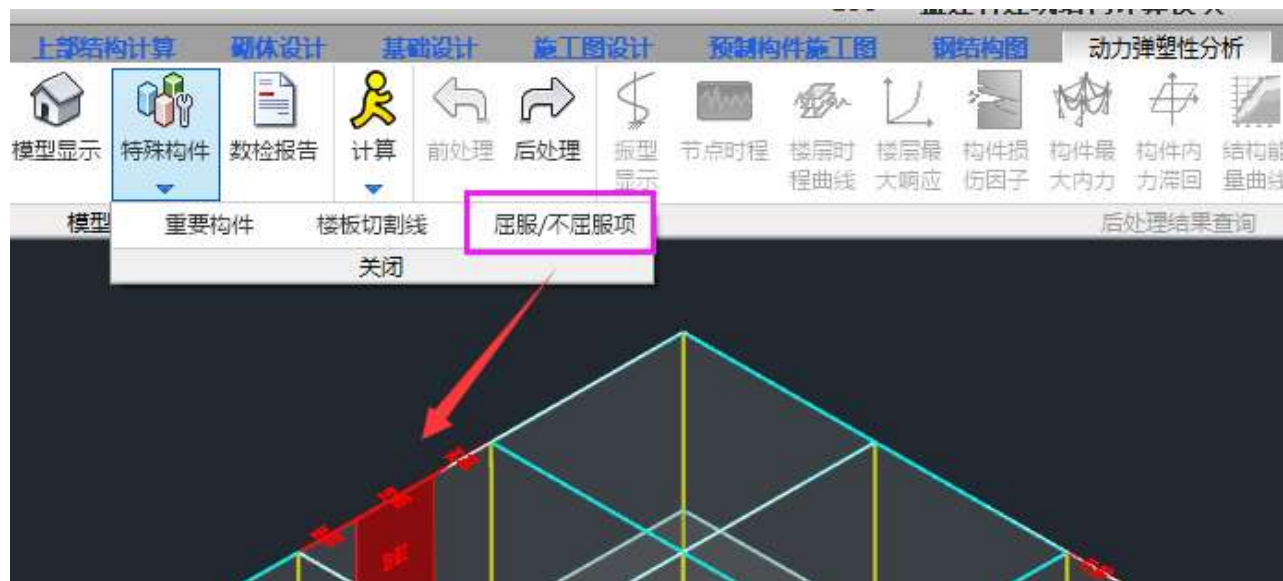 上部结构计算 砌体设计 基础设计 施工图设计 预制构件施工图 钢结构图 动力弹塑性分析
模型显示 特殊构件 数检报告 计算 前处理 后处理 振型显示 节点时程 楼层时程曲线 楼层最大响应 构件损伤因子 构件最大内力 构件内力滞回 结构能量曲线
模型 后处理结果查询
重要构件 楼板切割线 屈服/不屈服项
关闭